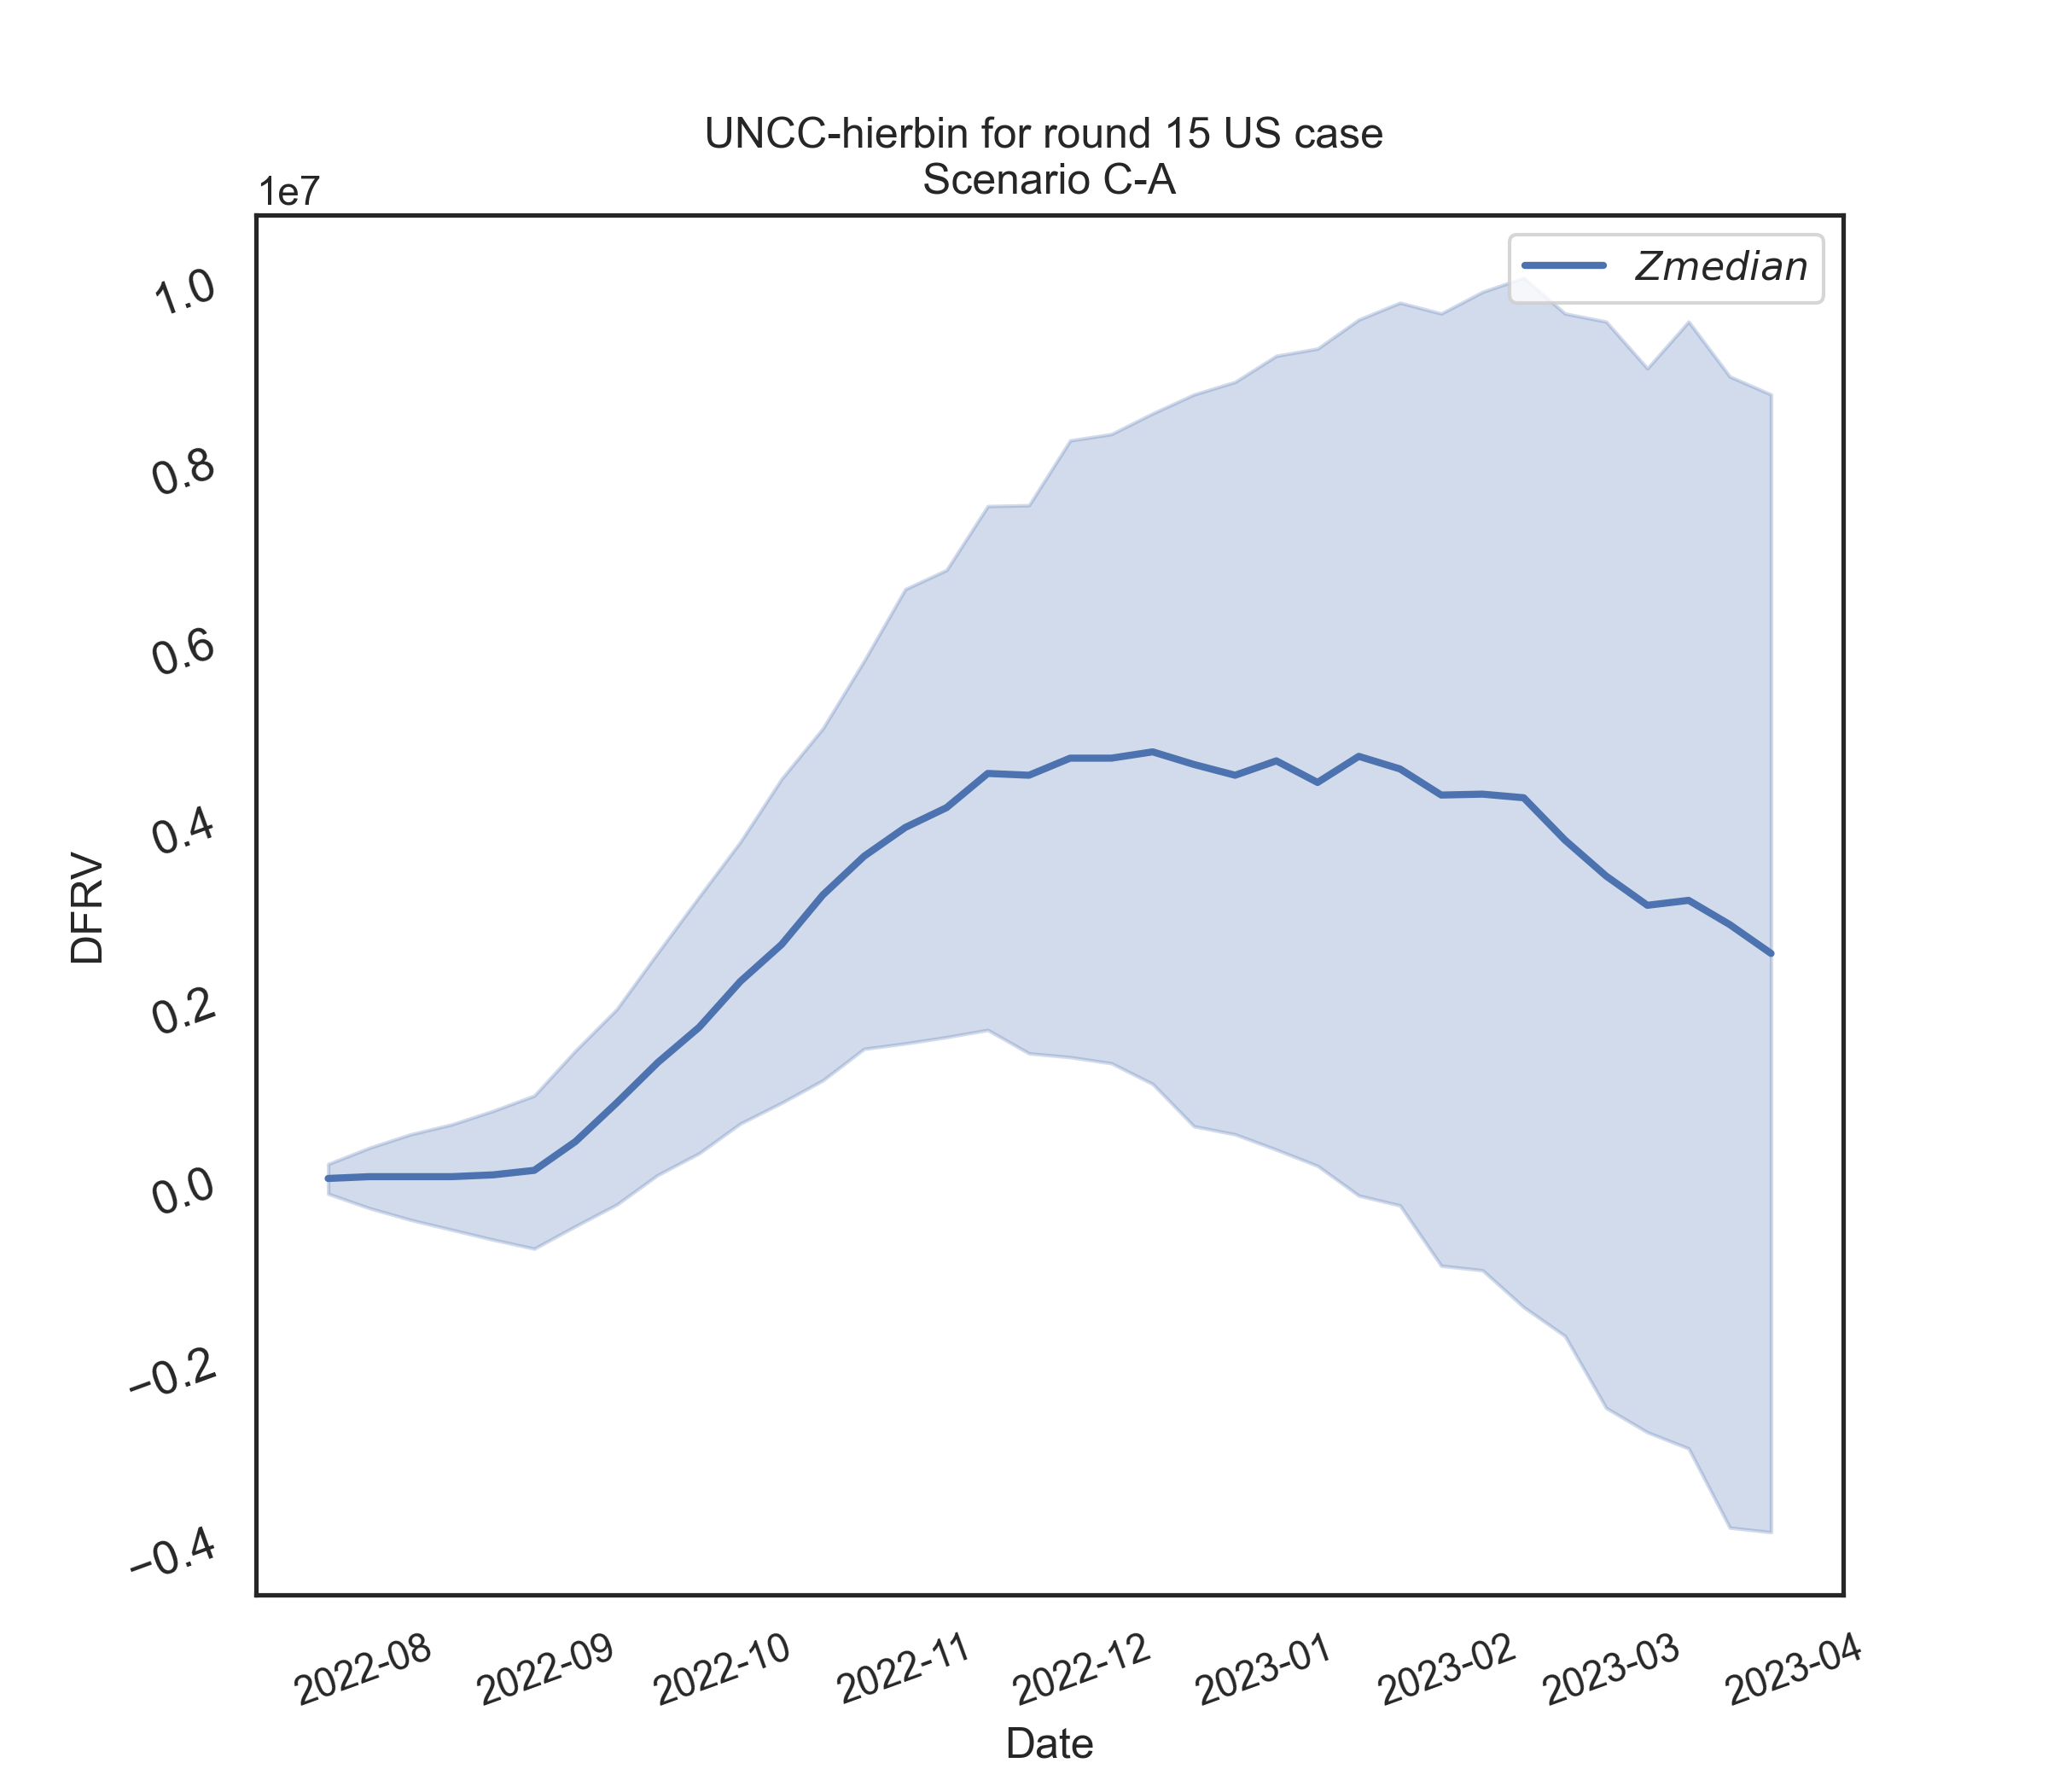 UNCC-hierbin for round 15 US case
Scenario C-A
1e7
Zmedian
1.0
0.8
0.6
0.4
0.2
0.0
−0.2
−0.4
DFRV
2022-08
2022-09
2022-10
2022-11
2022-12
2023-01
2023-02
2023-03
2023-04
Date